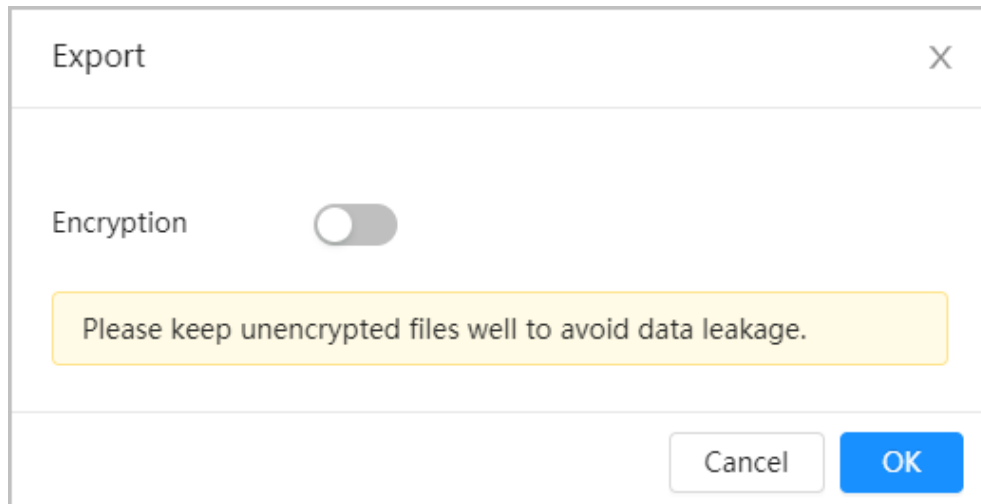 Export
X
Encryption
Please keep unencrypted files well to avoid data leakage.
Cancel OK